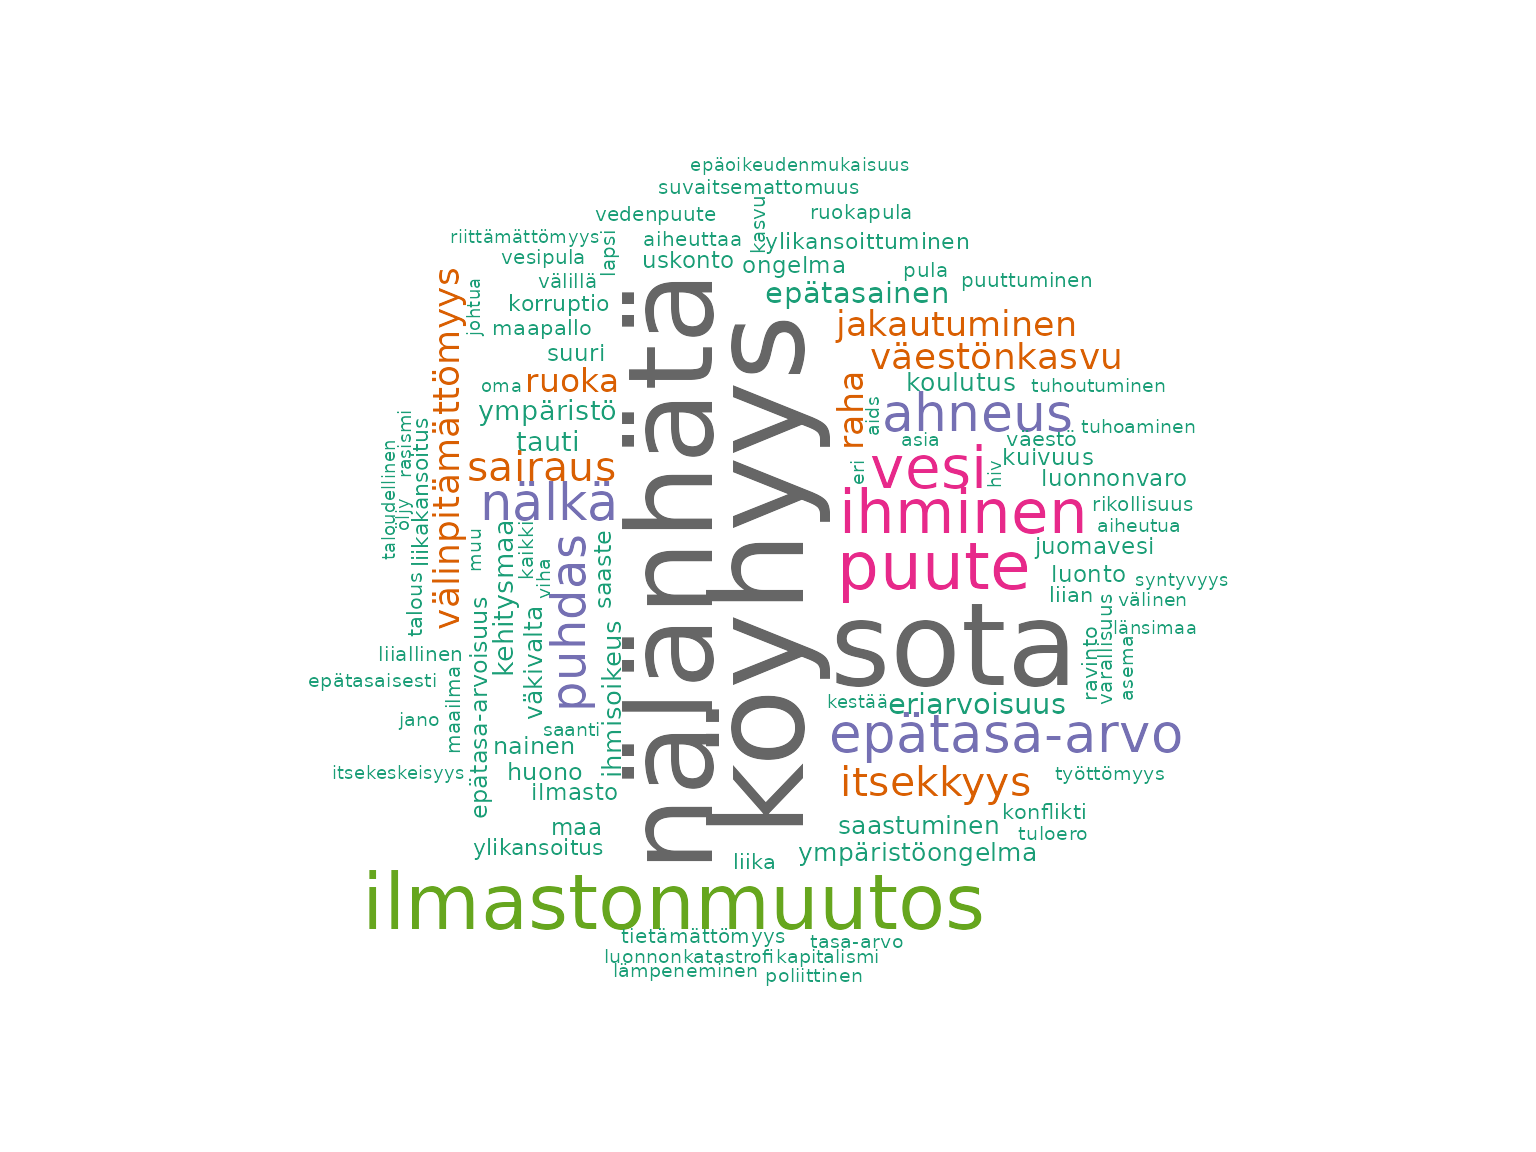 epäoikeudenmukaisuus
suvaitsemattomuus
vedenpuute
kasvu
ruokapula
riittämättömyys
lapsi
aiheuttaa
ylikansoittuminen
vesipula
uskonto
ongelma
pula
välillä
puuttuminen
johtua
korruptio
epätasainen
maapallo
jakautuminen
suuri
väestönkasvu
oma
ruoka
koulutus
tuhoutuminen
raha
aids
ympäristö
ahneus
tuhoaminen
tauti
asia
väestö
välinpitämättömyys
nälänhätä
köyhyys
sairaus
eri
vesi
hiv
kuivuus
luonnonvaro
rasismi
liikakansoitus
taloudellinen
öljy
nälkä
ihminen
rikollisuus
aiheutua
muu
kehitysmaa
kaikki
viha
puhdas
saaste
puute
juomavesi
luonto
syntyvyys
liian
välinen
talous
väkivalta
ihmisoikeus
sota
länsimaa
ravinto
varallisuus
asema
liiallinen
epätasaisesti
maailma
epätasa-arvoisuus
kestää
eriarvoisuus
jano
saanti
epätasa-arvo
nainen
itsekeskeisyys
huono
itsekkyys
työttömyys
ilmasto
konflikti
maa
saastuminen
tuloero
ylikansoitus
liika
ympäristöongelma
ilmastonmuutos
tietämättömyys
tasa-arvo
luonnonkatastrofi
kapitalismi
lämpeneminen
poliittinen